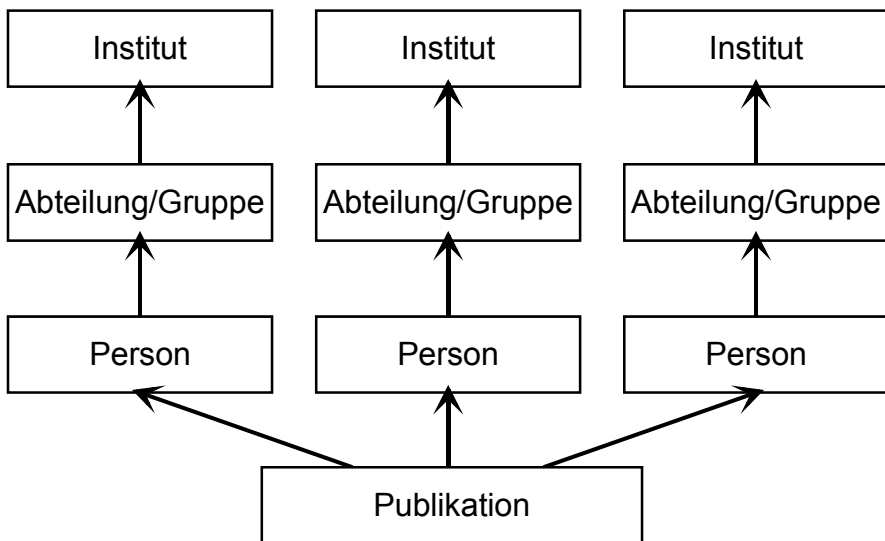 Institut Institut Institut
Abteilung/Gruppe Abteilung/Gruppe Abteilung/Gruppe
Person Person Person
Publikation